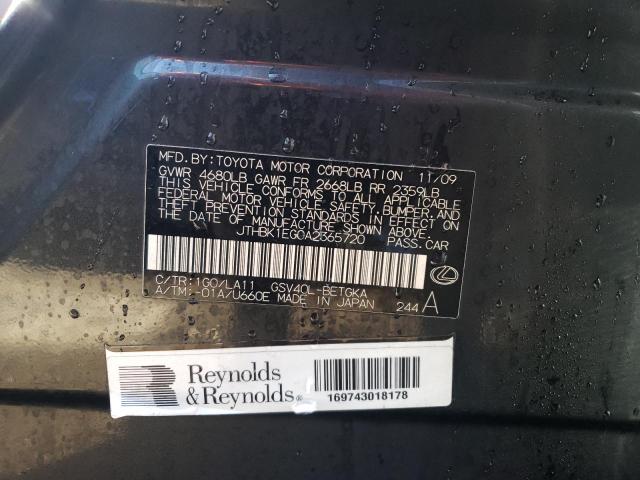 MFD.BY:TOYOTA MOTOR CORPORATION 11/09
GVWR 4680LB GAWR FR 2668LB RR 2359LB
THIS VEHICLE CONFORMS TO ALL APPLICABLE
FEDERAL MOTOR VEHICLE SAFETY,BUMPER,AND
THEFT PREVENTION STANDARDS IN EFFECT ON
THE DATE OF MANUFACTURE SHOWN ABOVE.
JTHBK1EG0A2365720 PASS.CAR
C/TR:1G0/LA11 GSV40L-BETGKA
A/TM:-01A/U660E MADE IN JAPAN 244 A
Reynolds
& Reynolds®
169743018178